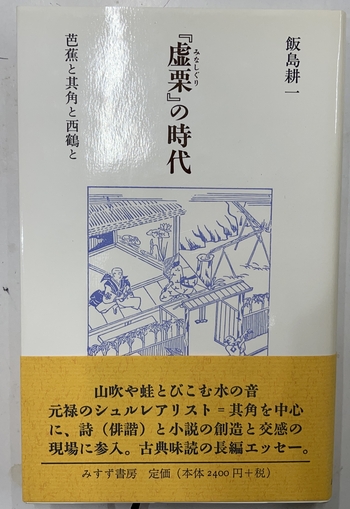 飯島耕一
みなしぐり
『虚栗』の時代
芭蕉と其角と西鶴と
山吹や蛙とびこむ水の音
元禄のシュルレアリスト＝其角を中心
に、詩（俳諧）と小説の創造と交感の
現場に参入。古典味読の長編エッセー。
みすず書房 定価（本体2400円＋税）